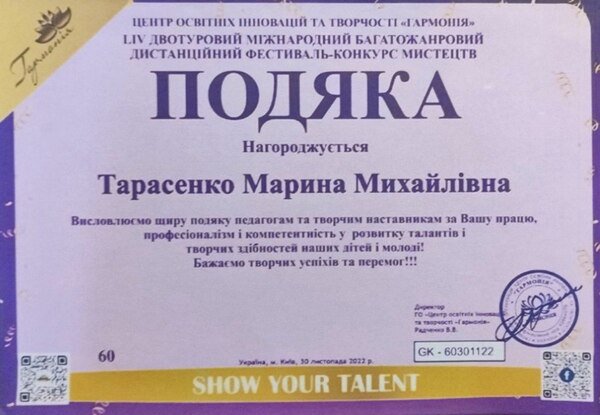 ЦЕНТР ОСВІТНІХ ІННОВАЦІЙ ТА ТВОРЧОСТІ «ГАРМОНІЯ»
LIV ДВОТУРОВИЙ МІЖНАРОДНИЙ БАГАТОЖАНРОВИЙ
ДИСТАНЦІЙНИЙ ФЕСТИВАЛЬ-КОНКУРС МИСТЕЦТВ
Гармонія
ПОДЯКА
Нагороджується
Тарасенко Марина Михайлівна
Висловлюємо щиру подяку педагогам та творчим наставникам за Вашу працю,
професіоналізм і компетентність у розвитку талантів і
творчих здібностей наших дітей і молоді!
Бажаємо творчих успіхів та перемог!!!
Директор
ГО «Центр освітніх інновацій
та творчості «Гармонія»
Радченко В.В.
"ГАРМОНІЯ"
60
Україна, м. Київ, 30 листопада 2022 р.
GK - 60301122
SHOW YOUR TALENT